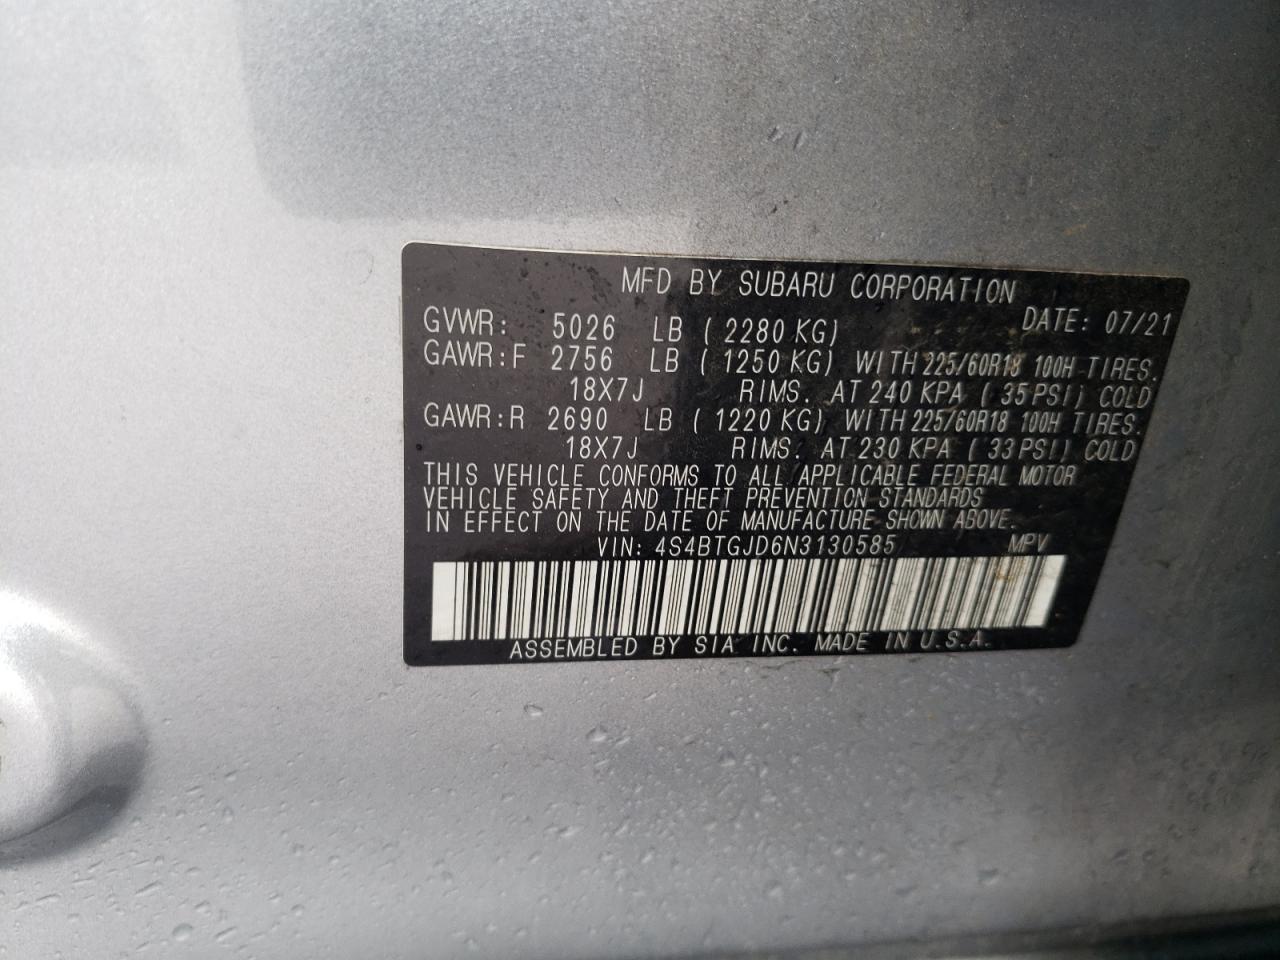 MFD BY SUBARU CORPORATION
GVWR: 5026 LB (2280 KG) DATE: 07/21
GAWR:F 2756 LB (1250 KG) WITH 225/60R18 100H TIRES.
18X7J RIMS. AT 240 KPA (35PSI) COLD
GAWR:R 2690 LB (1220 KG) WITH 225/60R18 100H TIRES.
18X7J RIMS. AT 230 KPA (33PSI) COLD
THIS VEHICLE CONFORMS TO ALL APPLICABLE FEDERAL MOTOR
VEHICLE SAFETY AND THEFT PREVENTION STANDARDS
IN EFFECT ON THE DATE OF MANUFACTURE SHOWN ABOVE.
VIN: 4S4BTGJD6N3130585 MPV
ASSEMBLED BY SIA INC. MADE IN U.S.A.